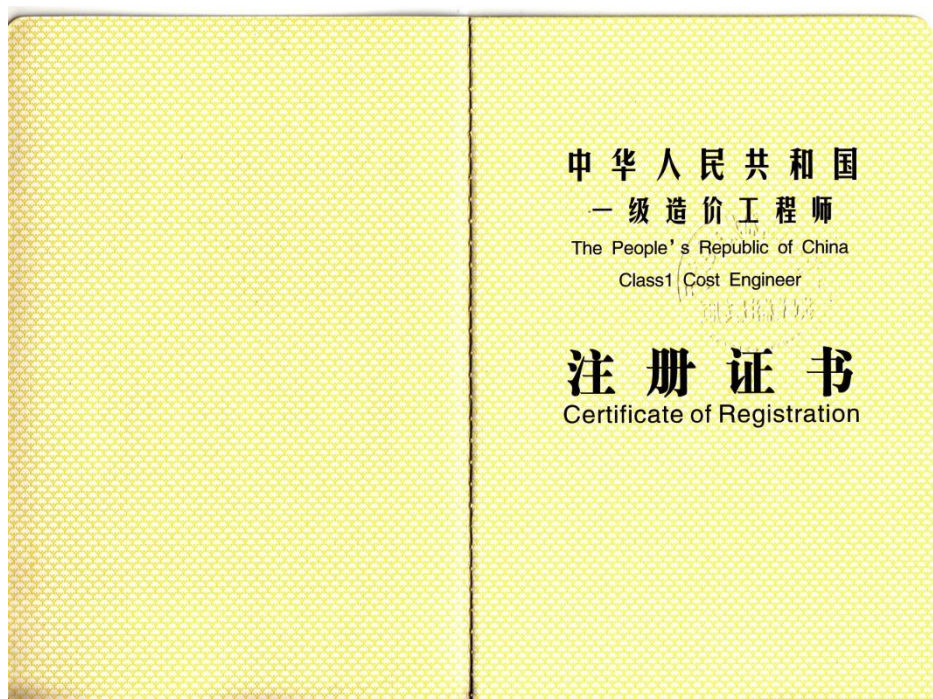 中华人民共和国
一级造价工程师
The People's Republic of China
Class1 Cost Engineer
注册证书
Certificate of Registration